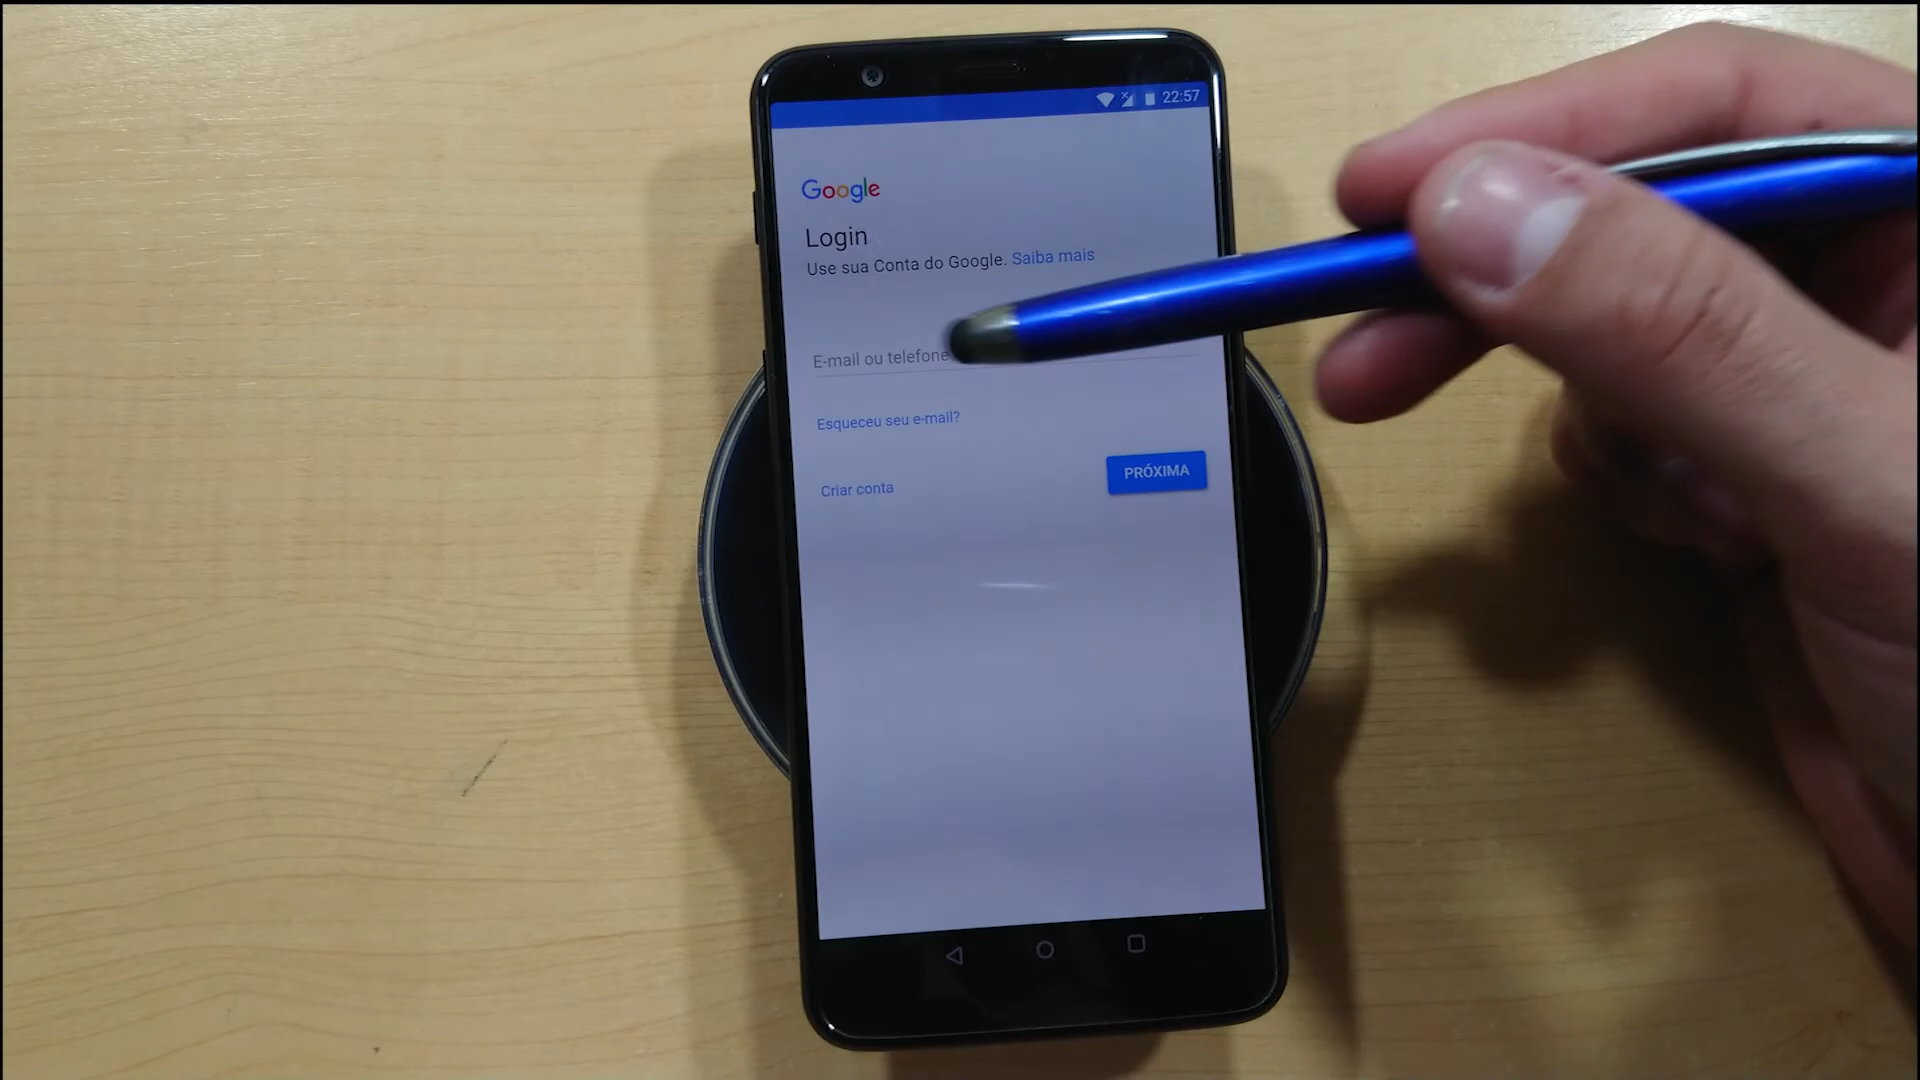 22:57
Google
Login
Use sua Conta do Google. Saiba mais
E-mail ou telefone
Esqueceu seu e-mail?
Criar conta
PRÓXIMA